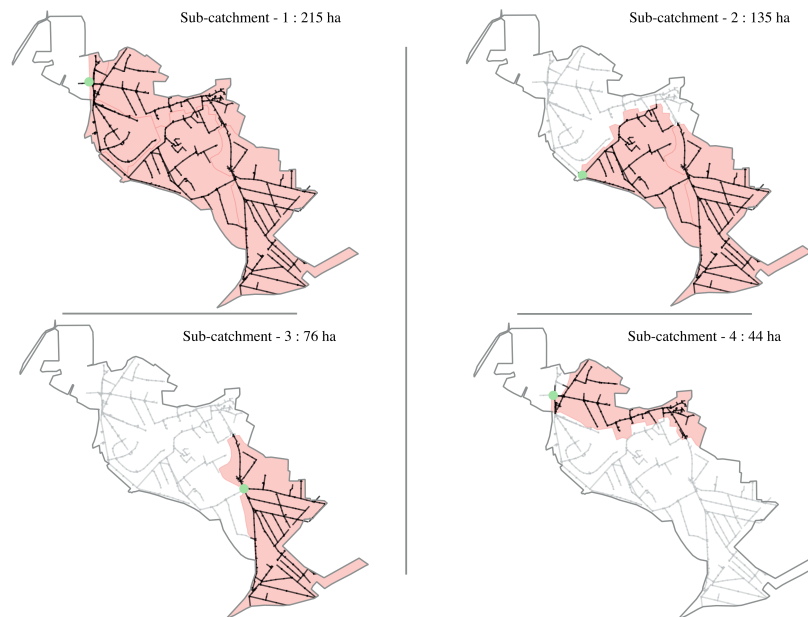 Sub-catchment - 1 : 215 ha
Sub-catchment - 2 : 135 ha
Sub-catchment - 3 : 76 ha
Sub-catchment - 4 : 44 ha